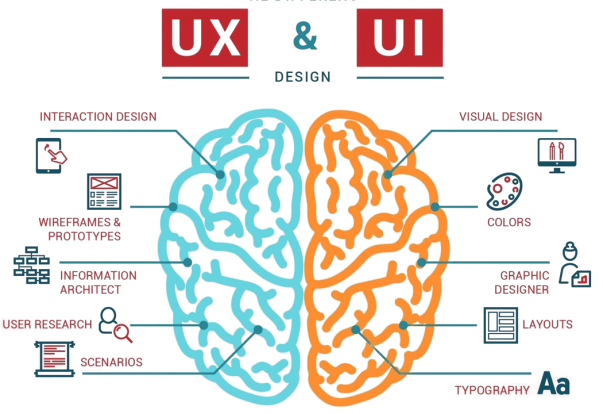 UX & UI
DESIGN
INTERACTION DESIGN
WIREFRAMES &
PROTOTYPES
INFORMATION
ARCHITECT
USER RESEARCH
SCENARIOS
VISUAL DESIGN
COLORS
GRAPHIC
DESIGNER
LAYOUTS
TYPOGRAPHY Aa